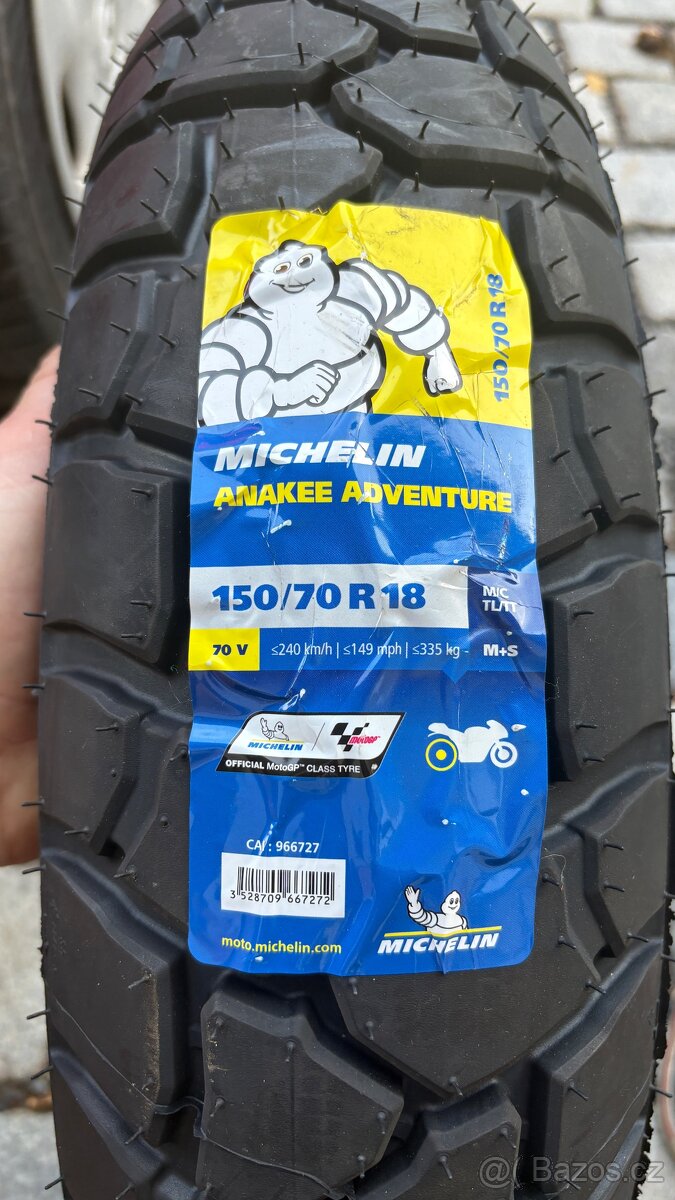 150/70 R 18
MICHELIN
ANAKEE ADVENTURE
150/70 R 18 M/C TL/TT
70 V ≤240 km/h | ≤149 mph | ≤335 kg - M+S
MICHELIN MotoGP™
OFFICIAL MotoGP™ CLASS TYRE
CAI : 966727
3 528709 667272
moto.michelin.com
MICHELIN
@ Bazos.cz